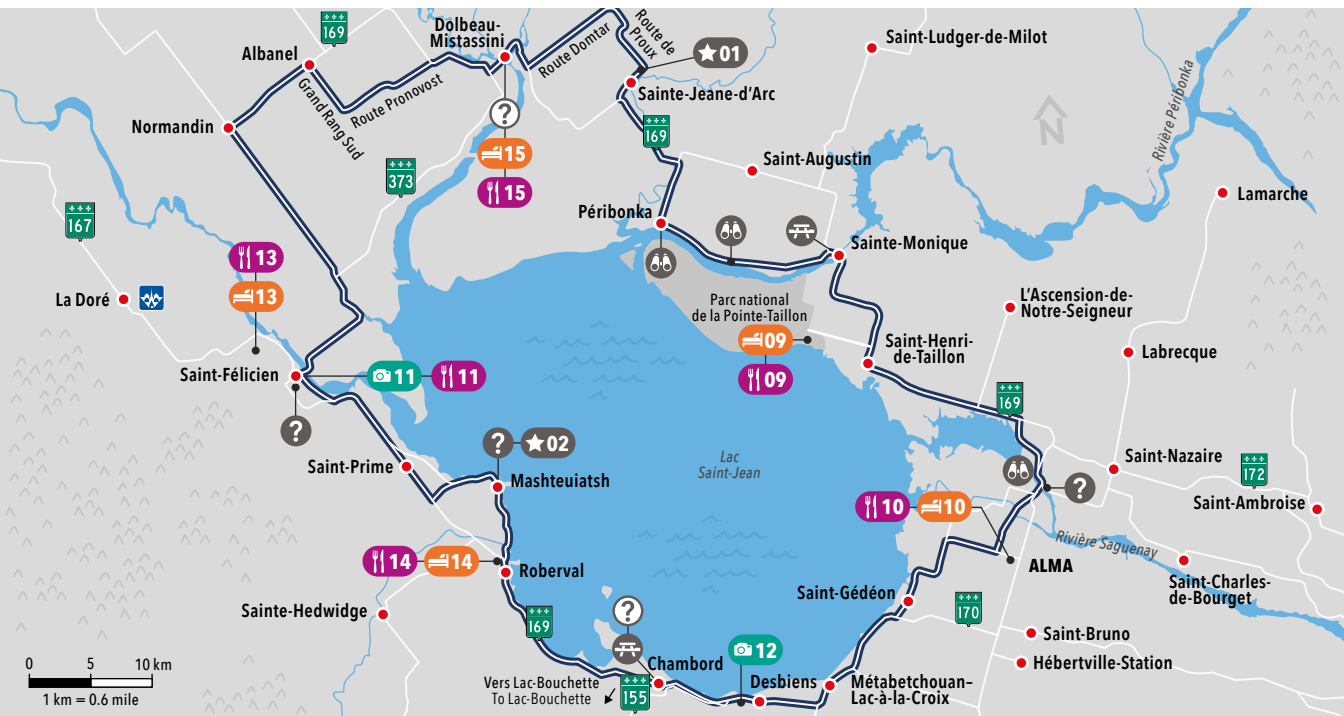 169
Dolbeau-
Mistassini
Albanel
Route Domtar
Route de
Proux
01
Saint-Ludger-de-Milot
Sainte-Jeane-d'Arc
Route Pronovost
Grand Rang Sud
Normandin
?
169
N
Rivière Péribonka
15
Saint-Augustin
373
15
Lamarche
Péribonka
167
Sainte-Monique
13
13
La Doré
Parc national
de la Pointe-Taillon
L'Ascension-de-
Notre-Seigneur
09
Saint-Henri-
de-Taillon
Labrecque
Saint-Félicien
11
11
09
169
?
?
02
Saint-Prime
Lac
Saint-Jean
Saint-Nazaire
172
Mashteuiatsh
?
10
10
Saint-Ambroise
Rivière Saguenay
14
14
Roberval
ALMA
Saint-Charles-
de-Bourget
Saint-Gédéon
Sainte-Hedwidge
169
?
170
Saint-Bruno
12
Chambord
Hébertville-Station
0 5 10 km
1 km = 0.6 mile
Vers Lac-Bouchette
To Lac-Bouchette
155
Desbiens
Métabetchouan–
Lac-à-la-Croix